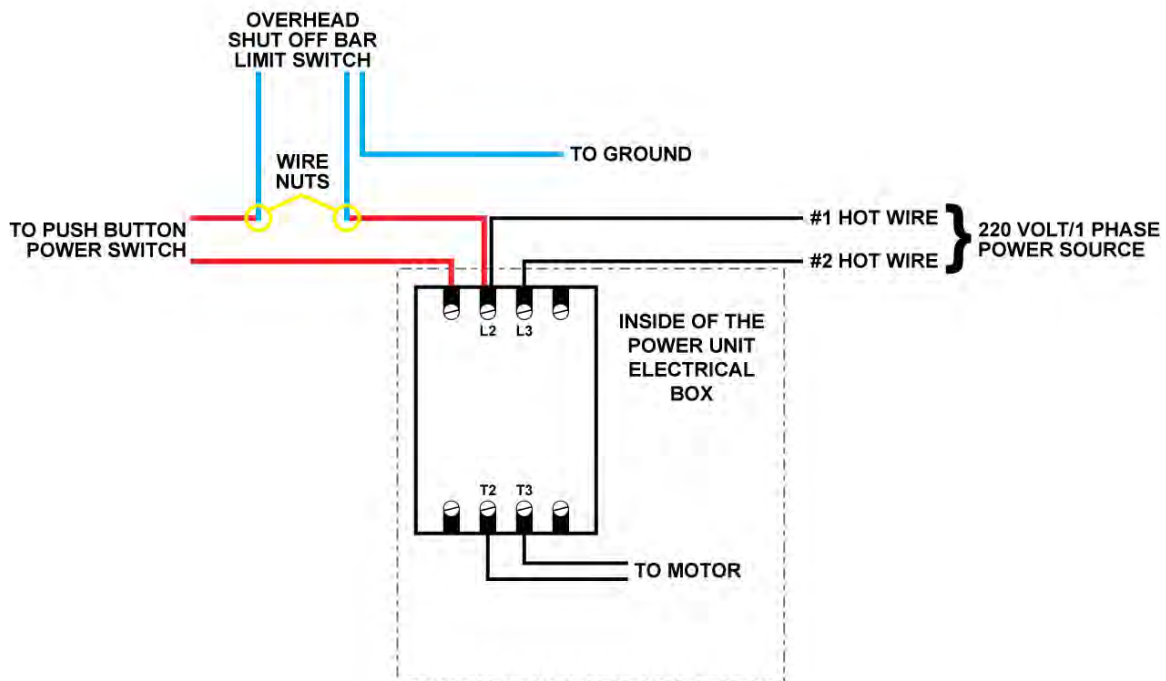 OVERHEAD
SHUT OFF BAR
LIMIT SWITCH
WIRE
NUTS
TO GROUND
TO PUSH BUTTON
POWER SWITCH
#1 HOT WIRE
#2 HOT WIRE
220 VOLT/1 PHASE
POWER SOURCE
L2 L3
INSIDE OF THE
POWER UNIT
ELECTRICAL
BOX
T2 T3
TO MOTOR